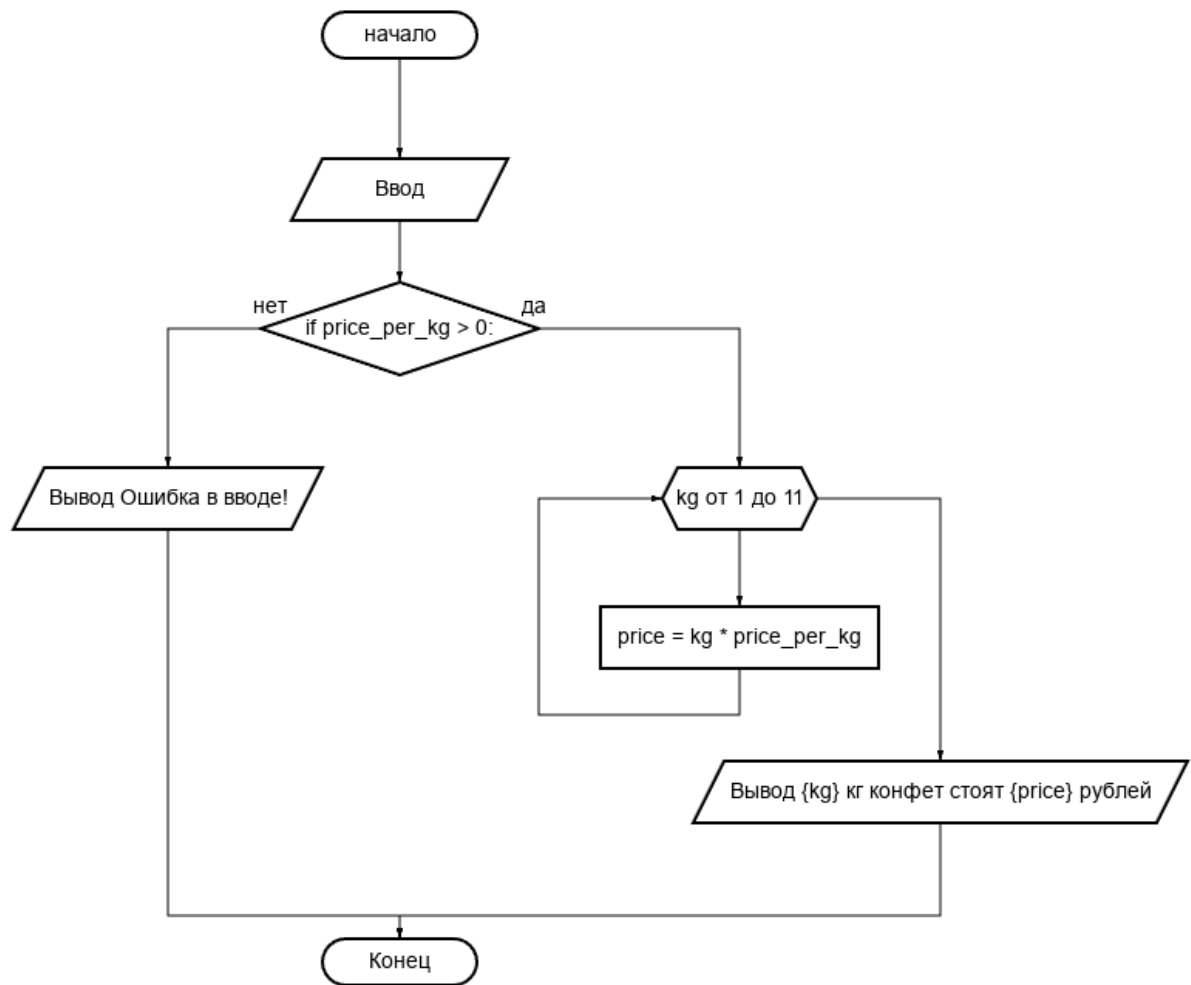 начало
Ввод
нет
да
if price_per_kg > 0:
Вывод Ошибка в вводе!
kg от 1 до 11
price = kg * price_per_kg
Вывод {kg} кг конфет стоят {price} рублей
Конец